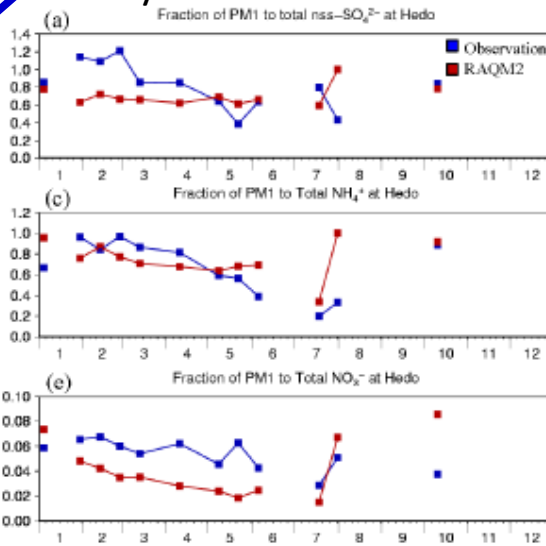 (a) Fraction of PM1 to total nss-SO₄²⁻ at Hedo
1.4
1.2
1.0
0.8
0.6
0.4
0.2
0.0
Observation
RAQM2
1 2 3 4 5 6 7 8 9 10 11 12
(c) Fraction of PM1 to Total NH₄⁺ at Hedo
1.2
1.0
0.8
0.6
0.4
0.2
0.0
1 2 3 4 5 6 7 8 9 10 11 12
(e) Fraction of PM1 to Total NOₓ⁻ at Hedo
0.10
0.08
0.06
0.04
0.02
0.00
1 2 3 4 5 6 7 8 9 10 11 12